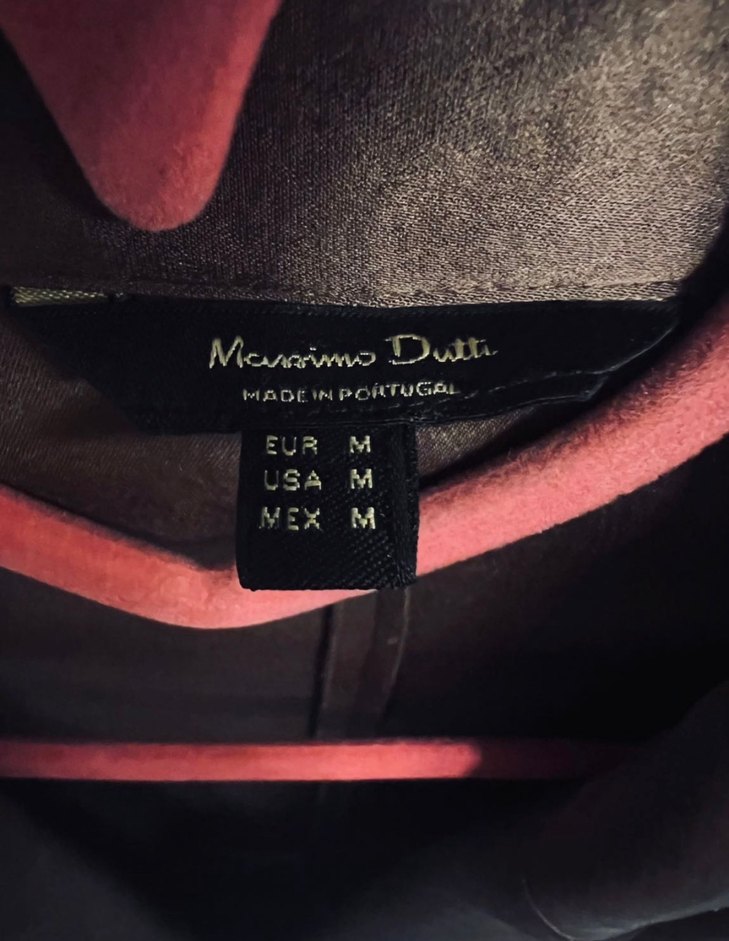 Massimo Dutti
MADE IN PORTUGAL
EUR M
USA M
MEX M